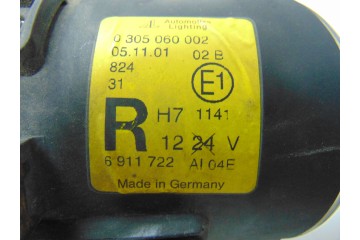 Automotive
Lighting
0 305 060 002
05.11.01 02 B
824
31 E1
R H7 1141
12 24 V
6 911 722 AL 04E
Made in Germany